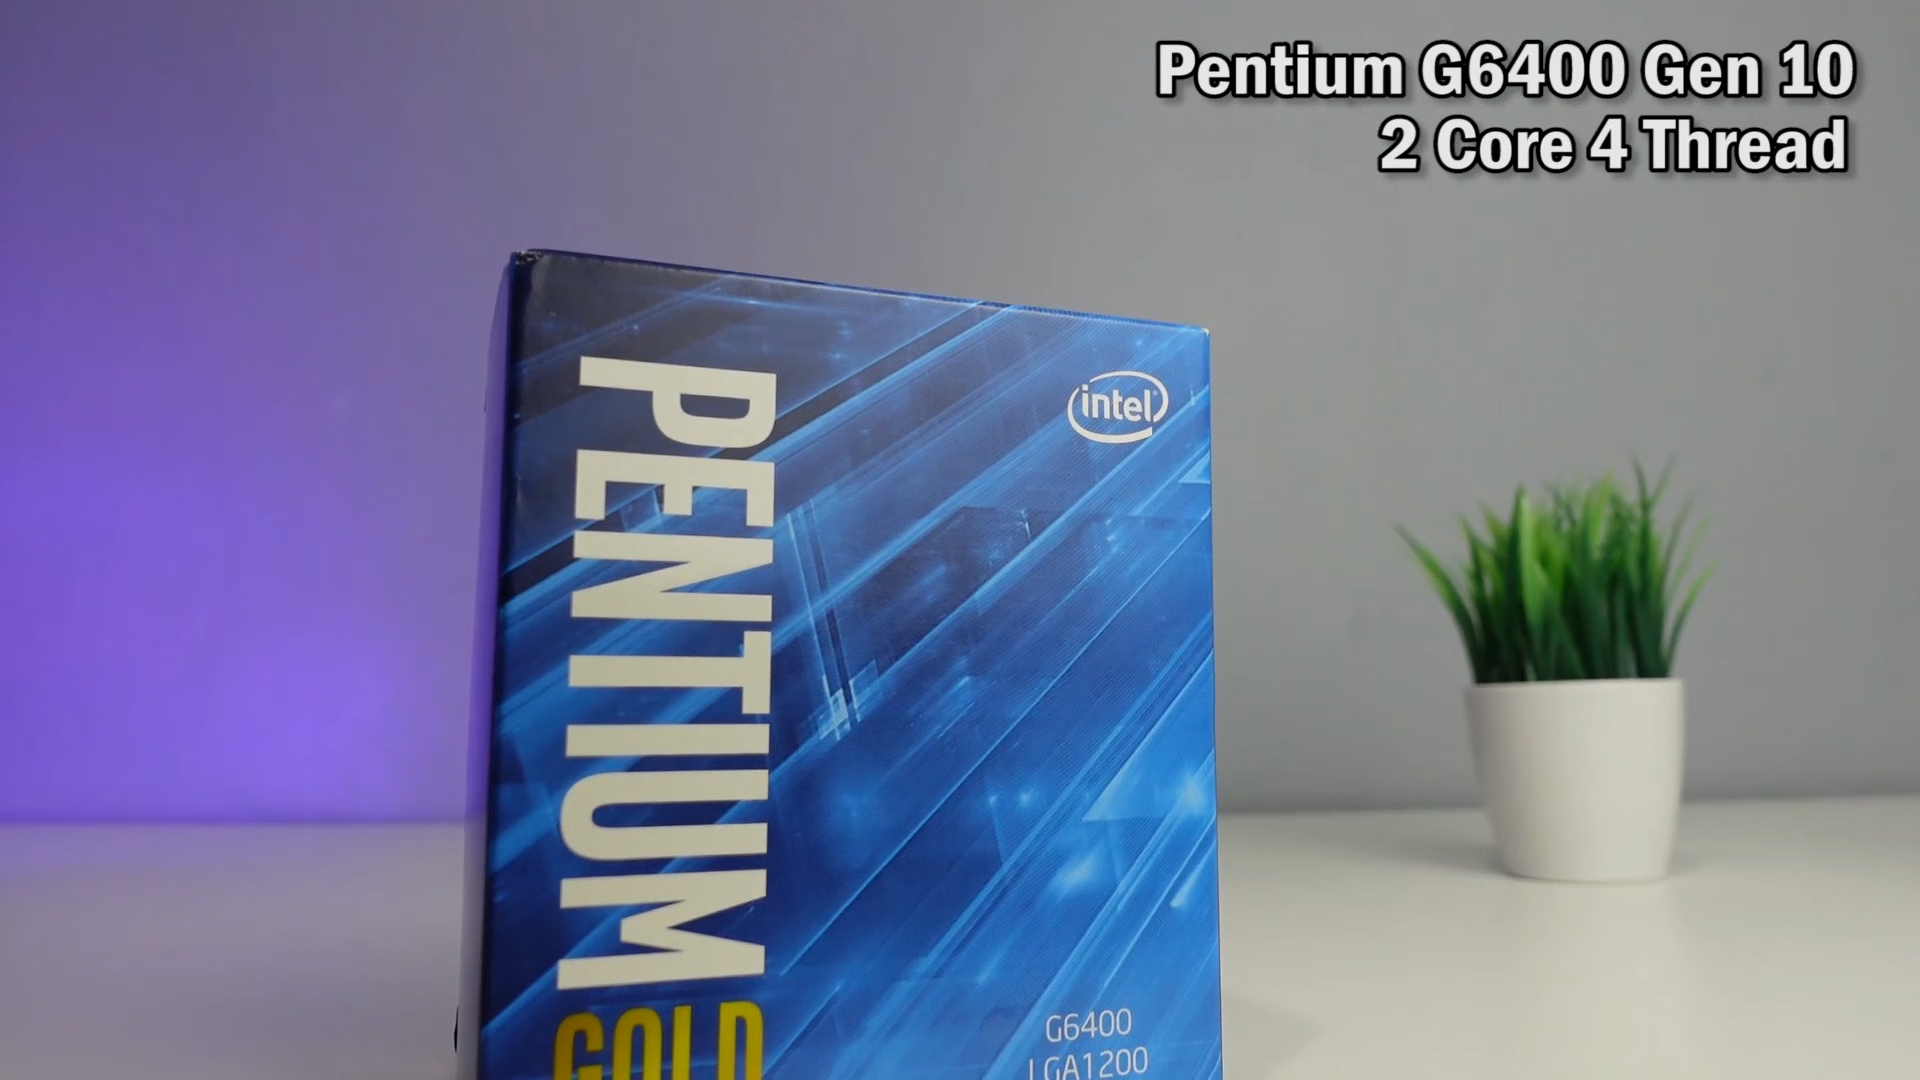 Pentium G6400 Gen 10
2 Core 4 Thread
intel
PENTIUM
GOLD
G6400
LGA1200